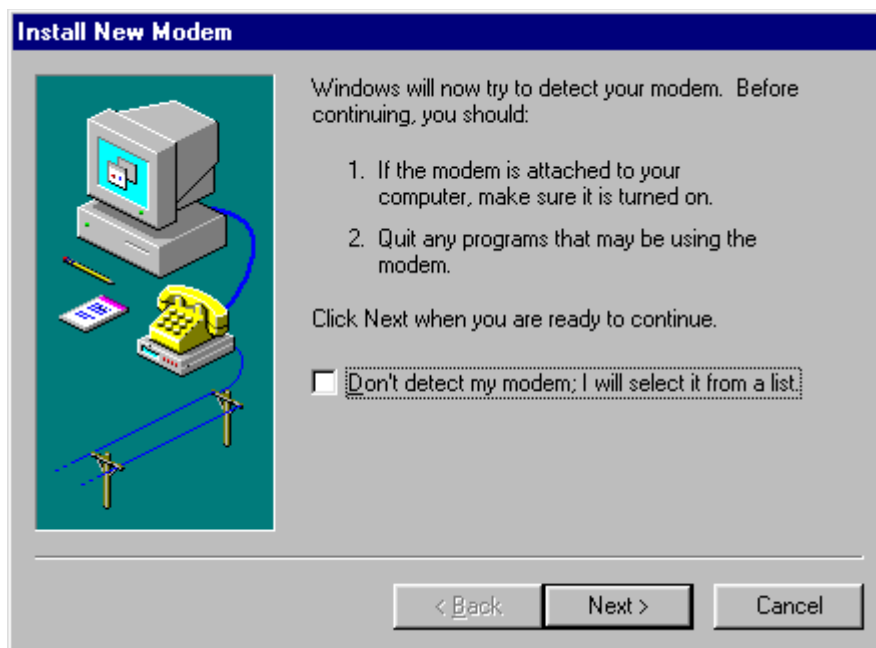 Install New Modem
Windows will now try to detect your modem. Before
continuing, you should:
1. If the modem is attached to your
computer, make sure it is turned on.
2. Quit any programs that may be using the
modem.
Click Next when you are ready to continue.
Don't detect my modem; I will select it from a list.
< Back
Next >
Cancel